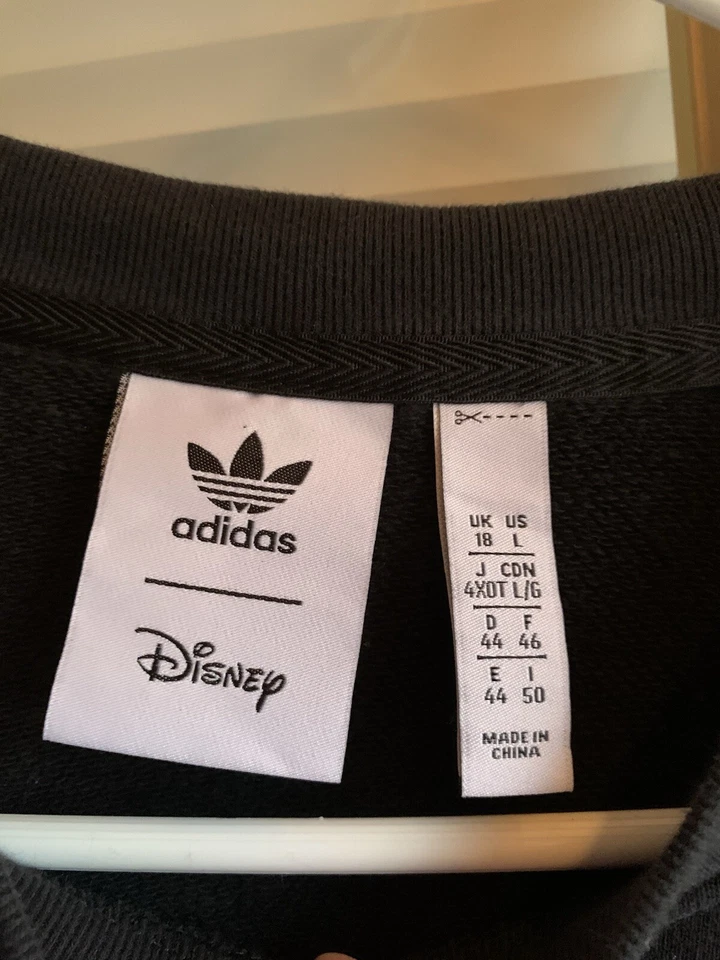 adidas
Disney
UK US
18 L
J CDN
4XOT L/G
D F
44 46
E I
44 50
MADE IN
CHINA